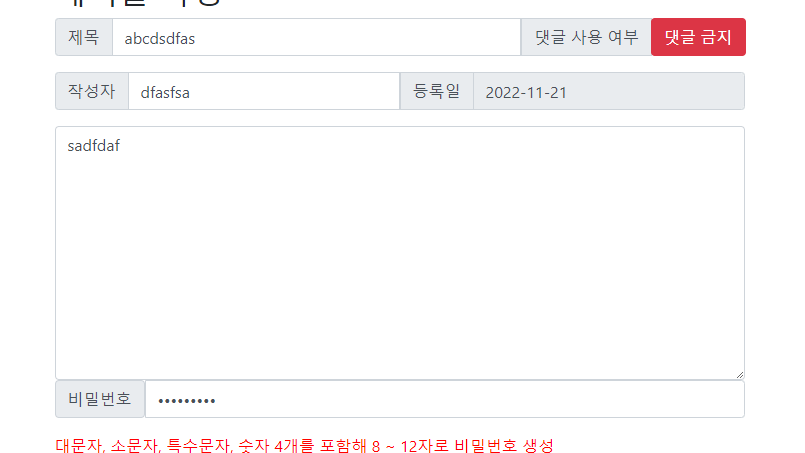 제목 abcdsdfas 댓글 사용 여부 댓글 금지
작성자 dfasfsa 등록일 2022-11-21
sadfdaf
비밀번호 •••••••••
대문자, 소문자, 특수문자, 숫자 4개를 포함해 8 ~ 12자로 비밀번호 생성